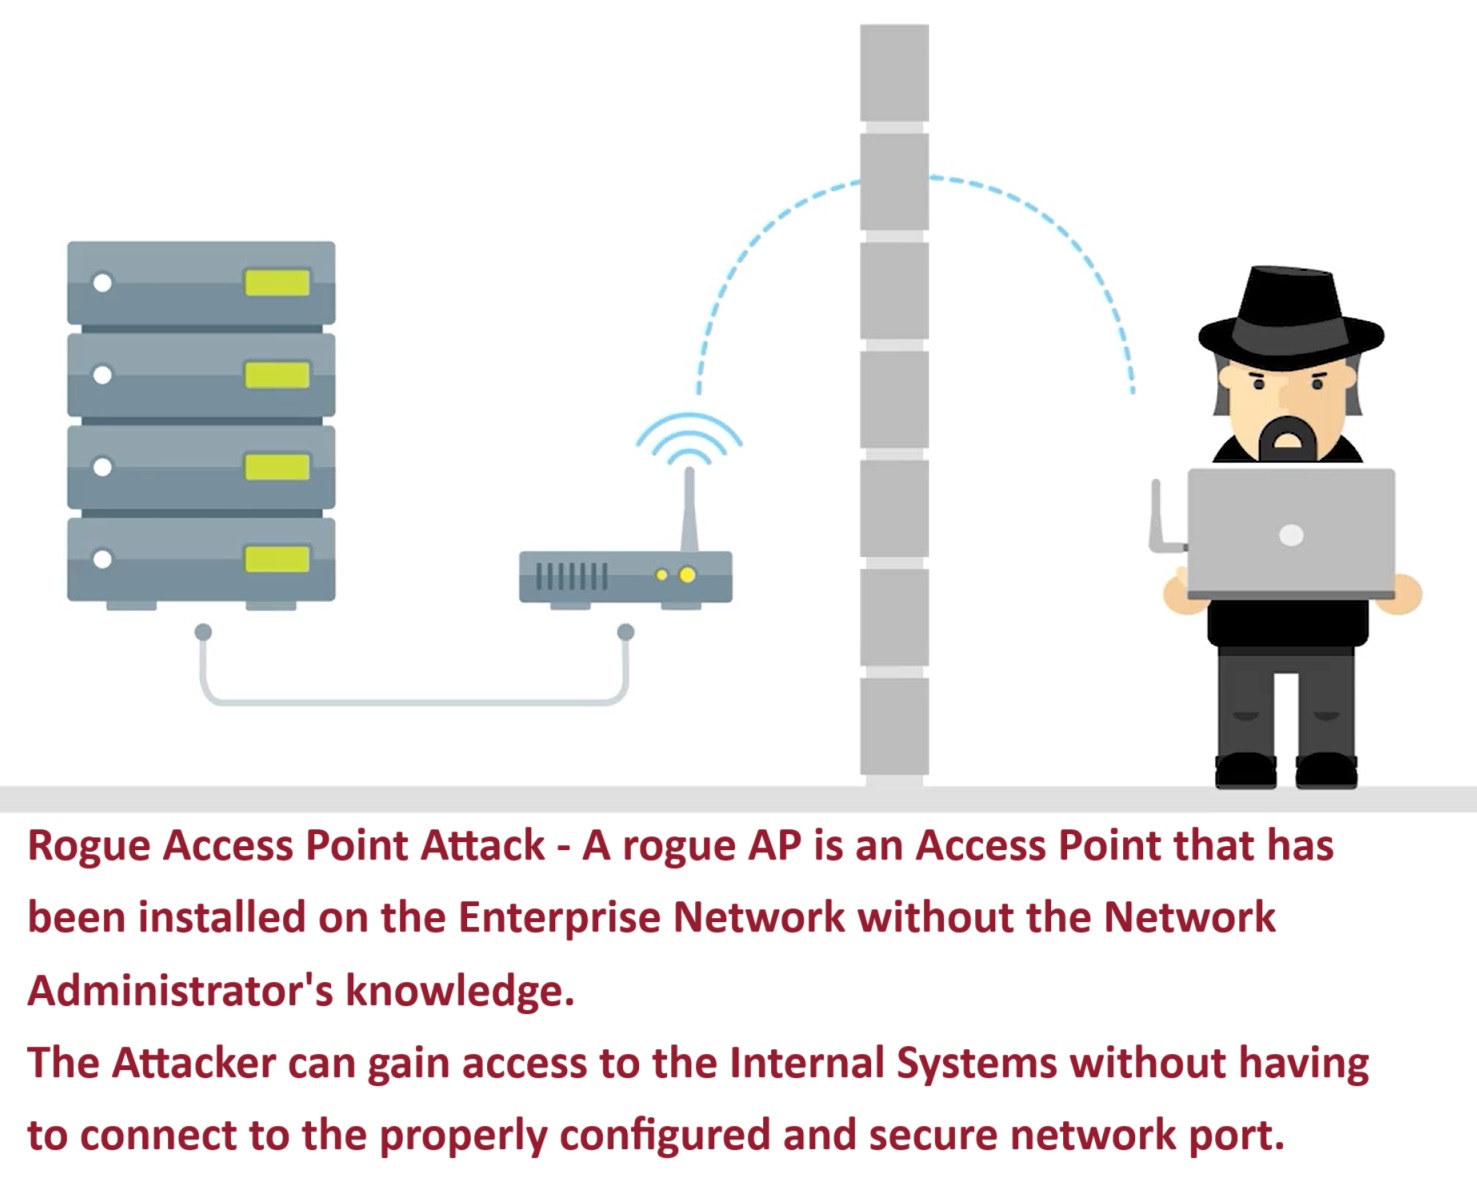 Rogue Access Point Attack - A rogue AP is an Access Point that has
been installed on the Enterprise Network without the Network
Administrator's knowledge.
The Attacker can gain access to the Internal Systems without having
to connect to the properly configured and secure network port.